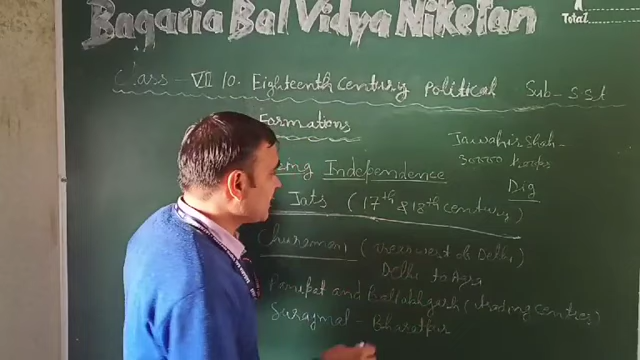 Bagaria Bal Vidya Niketan
Total
Class - VII 10. Eighteenth Century Political Sub - S.St
Formations
Jawahir Shah -
30000 troops
Independence
Dig
Jats (17th & 18th century)
Churaman (west of Delhi)
Delhi to Agra
Panipat and Ballabhgarh (trading centres)
Surajmal - Bharatpur